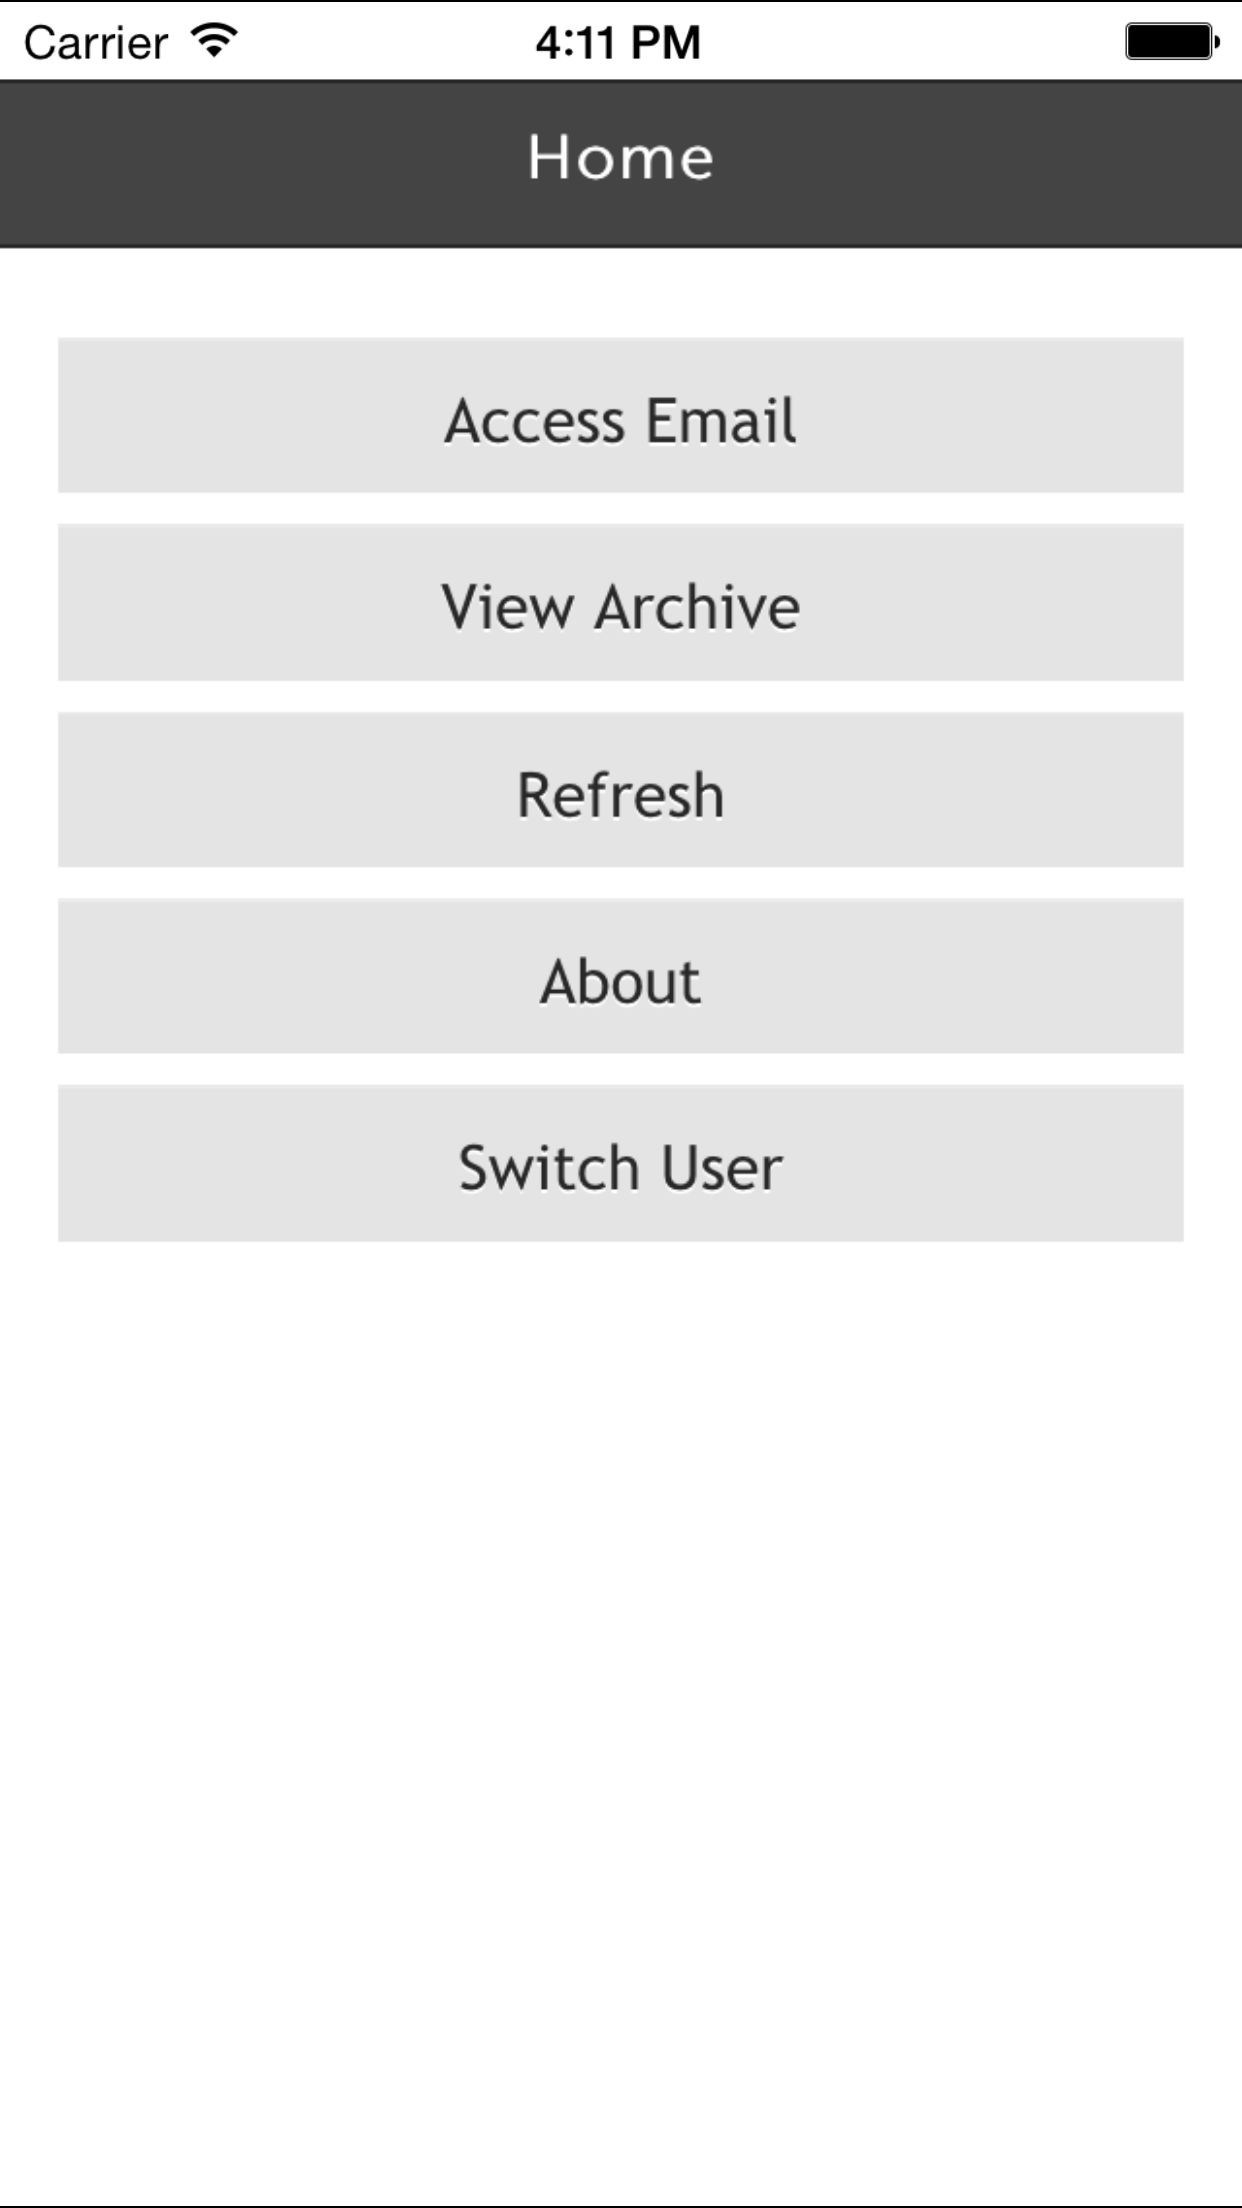 Carrier 4:11 PM
Home
Access Email
View Archive
Refresh
About
Switch User